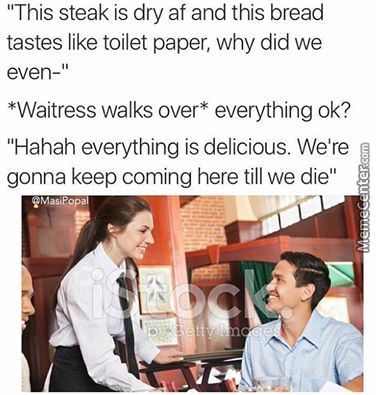 "This steak is dry af and this bread
tastes like toilet paper, why did we
even-"
*Waitress walks over* everything ok?
"Hahah everything is delicious. We're
gonna keep coming here till we die"
@MasiPopal
iStock
by Getty Images
Memecenter.com